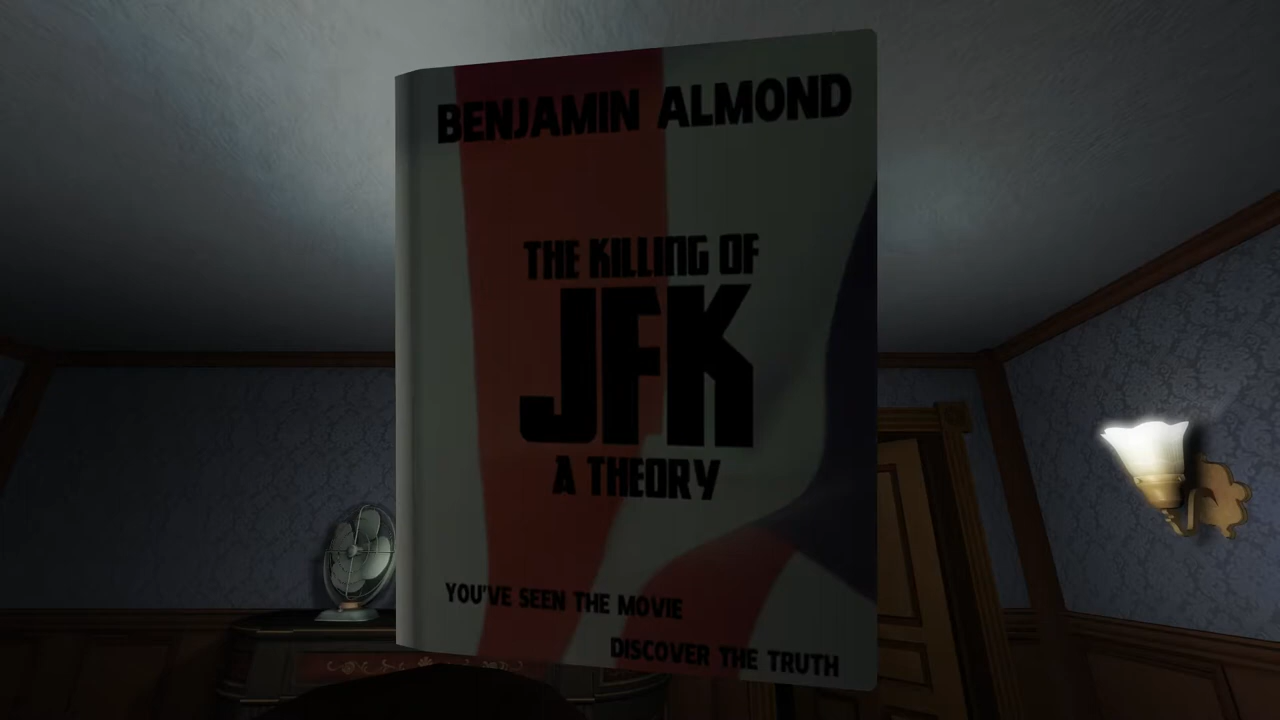 BENJAMIN ALMOND
THE KILLING OF
JFK
A THEORY
YOU'VE SEEN THE MOVIE
DISCOVER THE TRUTH